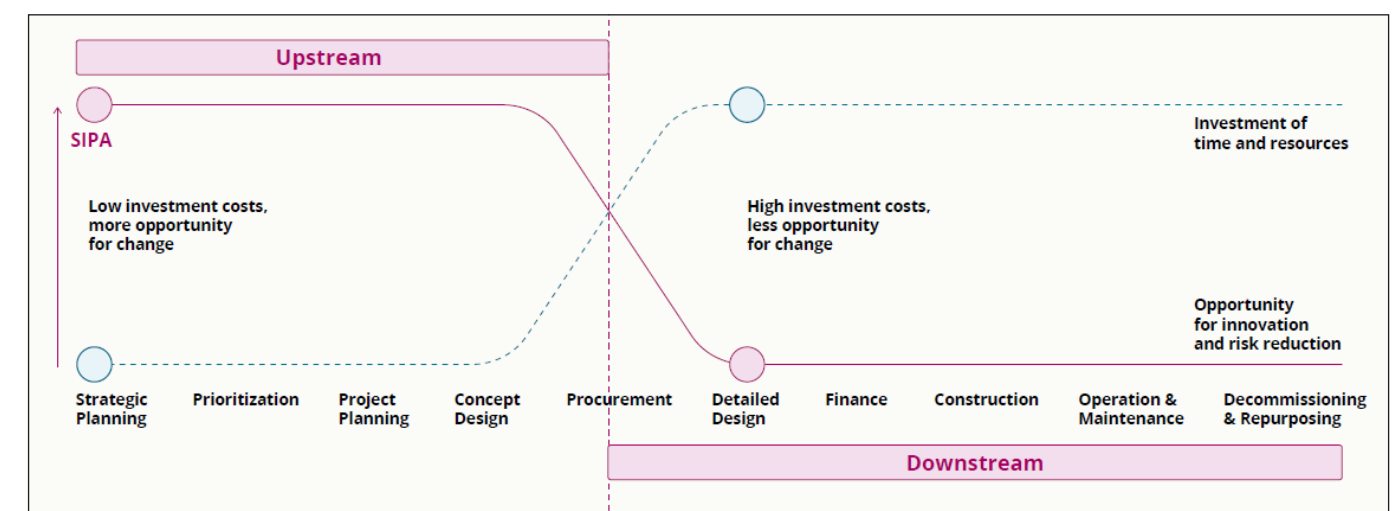 Upstream
SIPA
Investment of
time and resources
Low investment costs,
more opportunity
for change
High investment costs,
less opportunity
for change
Opportunity
for innovation
and risk reduction
Strategic
Planning
Prioritization
Project
Planning
Concept
Design
Procurement
Detailed
Design
Finance
Construction
Operation &
Maintenance
Decommissioning
& Repurposing
Downstream